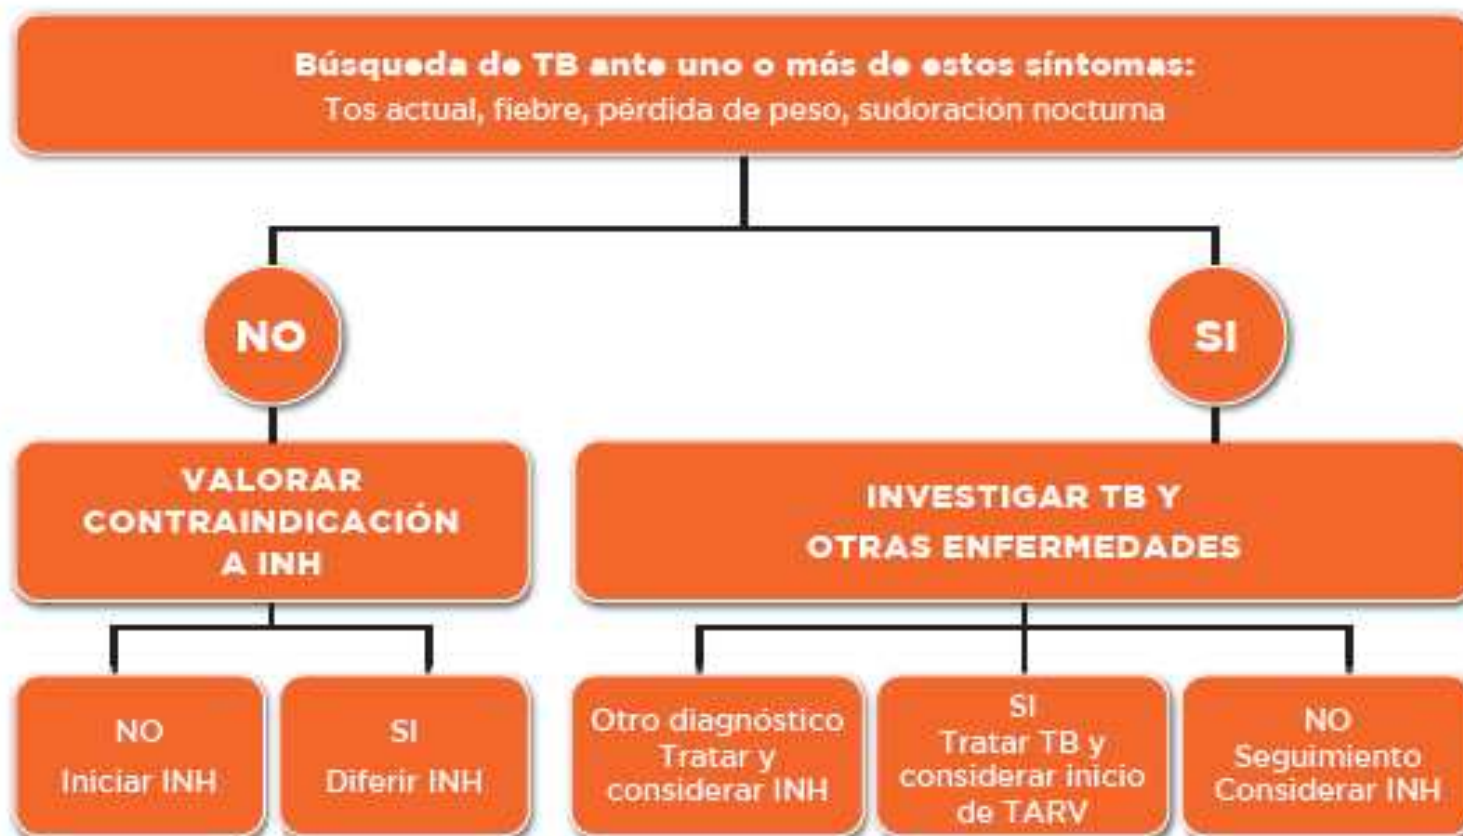 Búsqueda de TB ante uno o más de estos síntomas:
Tos actual, fiebre, pérdida de peso, sudoración nocturna
NO
SI
VALORAR
CONTRAINDICACIÓN
A INH
INVESTIGAR TB Y
OTRAS ENFERMEDADES
NO
Iniciar INH
SI
Diferir INH
Otro diagnóstico
Tratar y
considerar INH
SI
Tratar TB y
considerar inicio
de TARV
NO
Seguimiento
Considerar INH